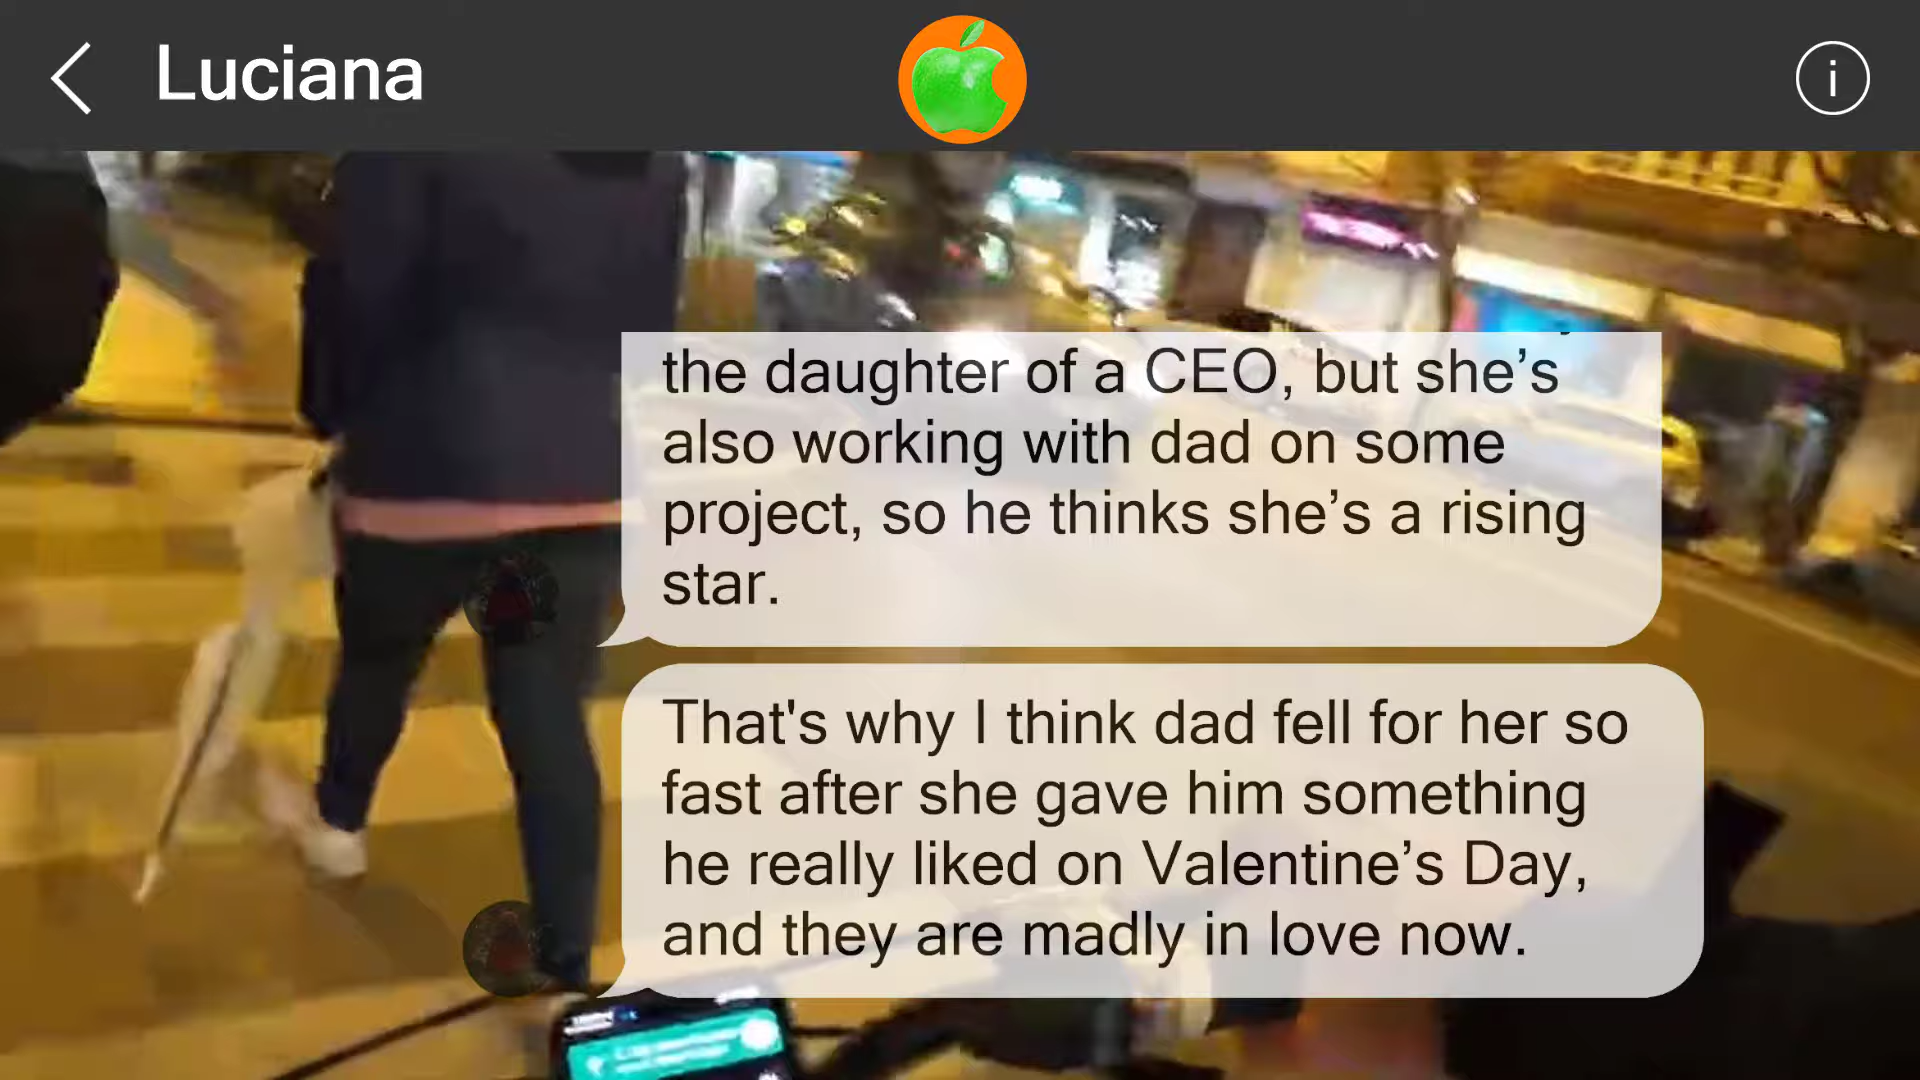 Luciana
the daughter of a CEO, but she’s
also working with dad on some
project, so he thinks she’s a rising
star.
That's why I think dad fell for her so
fast after she gave him something
he really liked on Valentine’s Day,
and they are madly in love now.